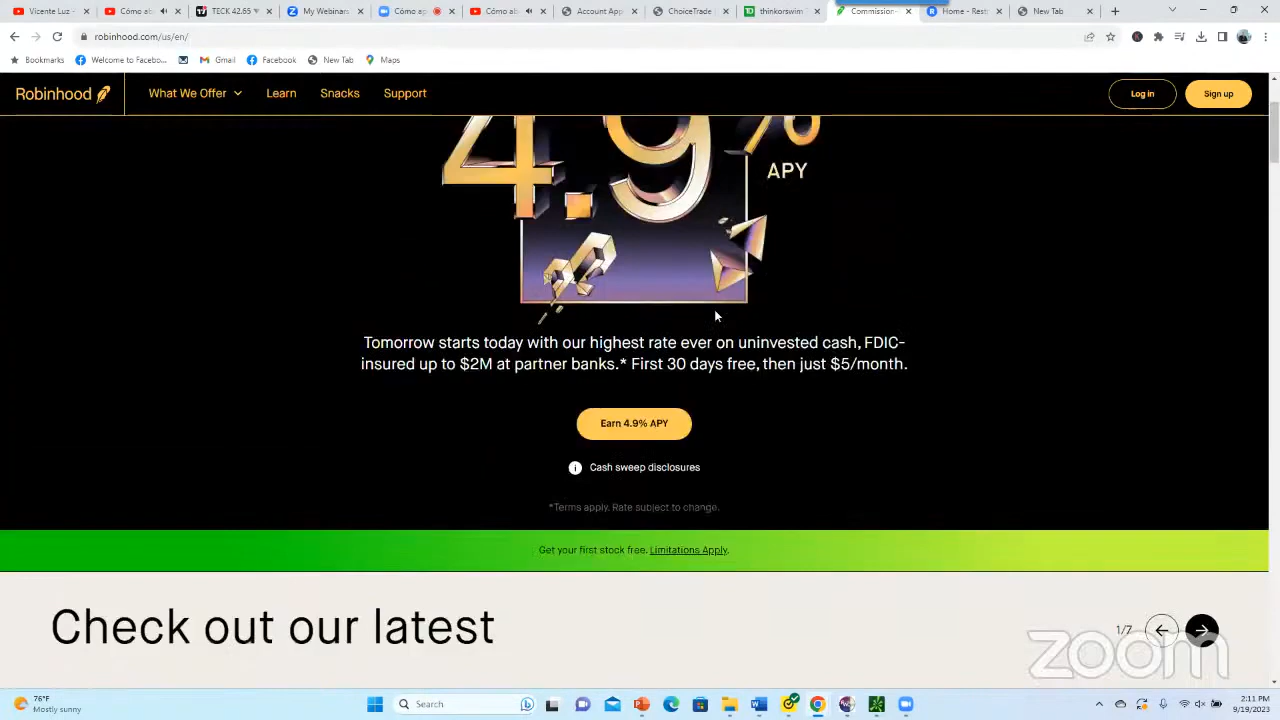 Vicente Luz
Cómo ap
TICK 42.65
My Webinars
Cómo ap
Cómo al
Account App
ChoiceTrade
thinkorswim
Commission-
Home - Rest
New Tab
robinhood.com/us/en/
Bookmarks
Welcome to Facebo...
Gmail
Facebook
New Tab
Maps
Robinhood
What We Offer
Learn
Snacks
Support
Log in
Sign up
4.9%
APY
Tomorrow starts today with our highest rate ever on uninvested cash, FDIC-
insured up to $2M at partner banks.* First 30 days free, then just $5/month.
Earn 4.9% APY
Cash sweep disclosures
*Terms apply. Rate subject to change.
Get your first stock free. Limitations Apply.
Check out our latest
1/7
zoom
76°F
Mostly sunny
Search
2:11 PM
9/19/2023